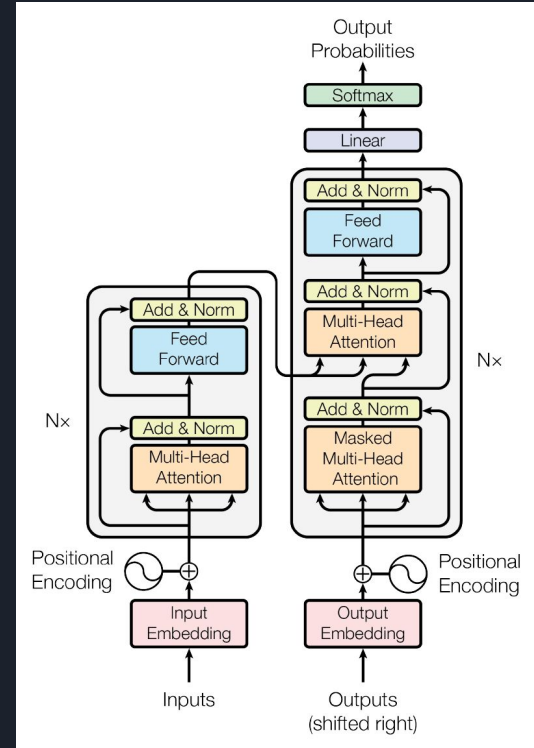 Output
Probabilities
Softmax
Linear
Add & Norm
Feed
Forward
Add & Norm
Multi-Head
Attention
Add & Norm
Masked
Multi-Head
Attention
Nx
Add & Norm
Feed
Forward
Add & Norm
Multi-Head
Attention
Nx
Positional
Encoding
Positional
Encoding
Input
Embedding
Output
Embedding
Inputs
Outputs
(shifted right)